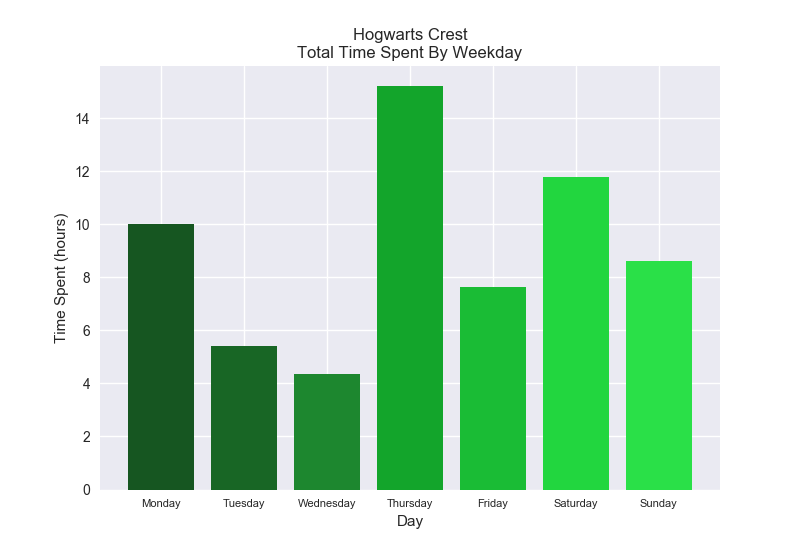 Hogwarts Crest
Total Time Spent By Weekday
Time Spent (hours)
14
12
10
8
6
4
2
0
Monday Tuesday Wednesday Thursday Friday Saturday Sunday
Day